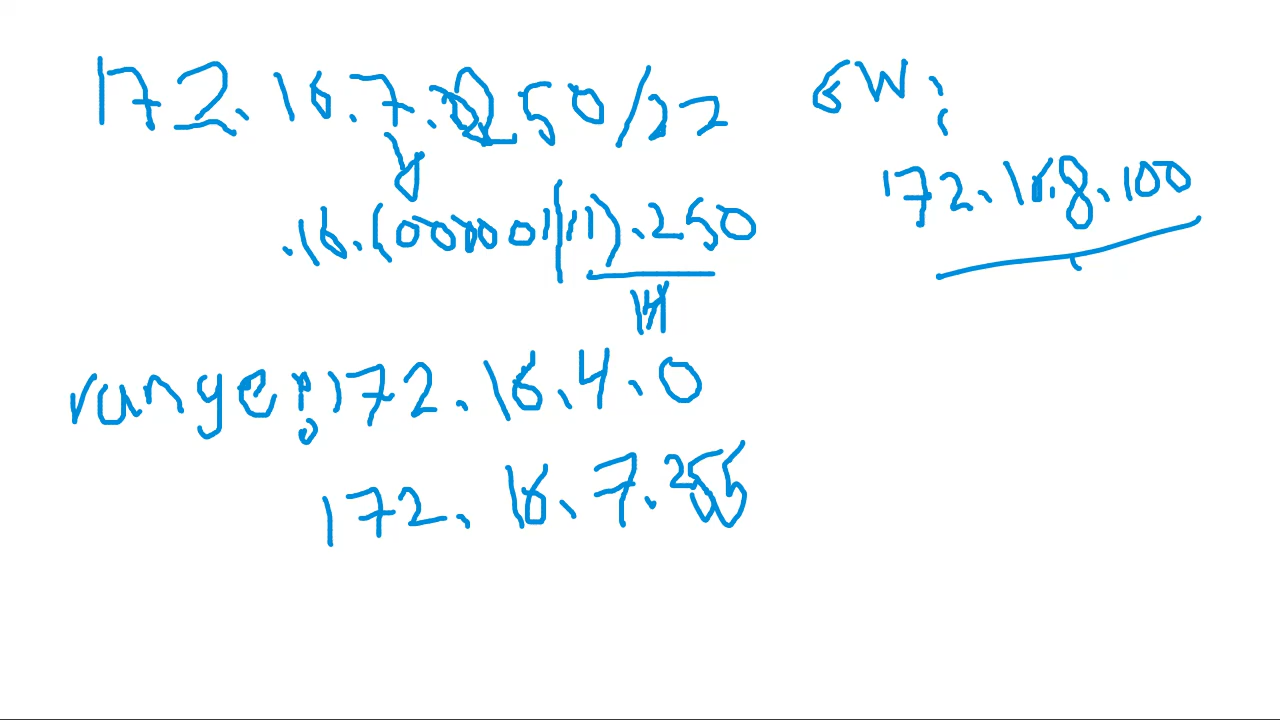 172.16.7.250/22
GW:
172.16.8.100
.16.(000001|11).250
range: 172.16.4.0
172.16.7.255